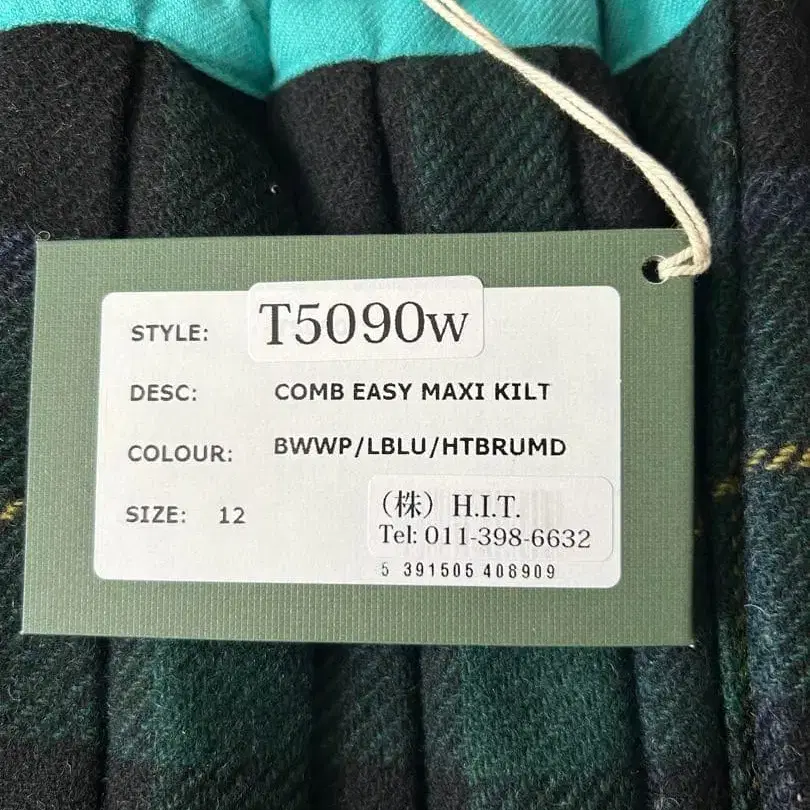 STYLE: T5090W
DESC: COMB EASY MAXI KILT
COLOUR: BWWP/LBLU/HTBRUMD
SIZE: 12
(株) H.I.T.
Tel: 011-398-6632
5 391505 408909